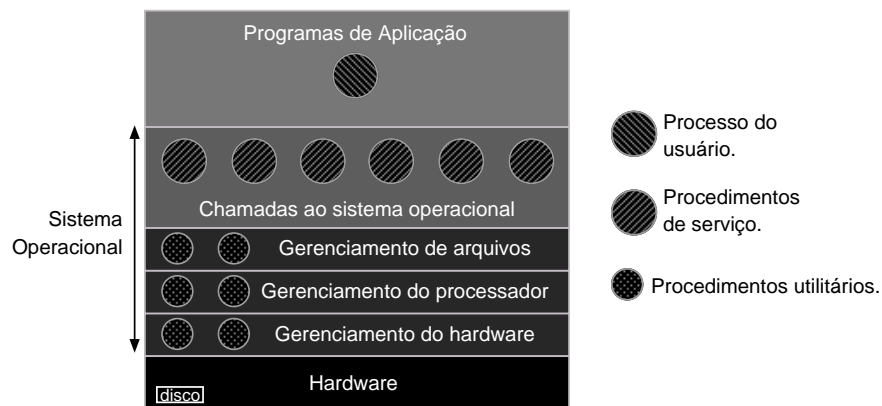 Programas de Aplicação
Chamadas ao sistema operacional
Gerenciamento de arquivos
Gerenciamento do processador
Gerenciamento do hardware
Hardware
disco
Sistema
Operacional
Processo do
usuário.
Procedimentos
de serviço.
Procedimentos utilitários.